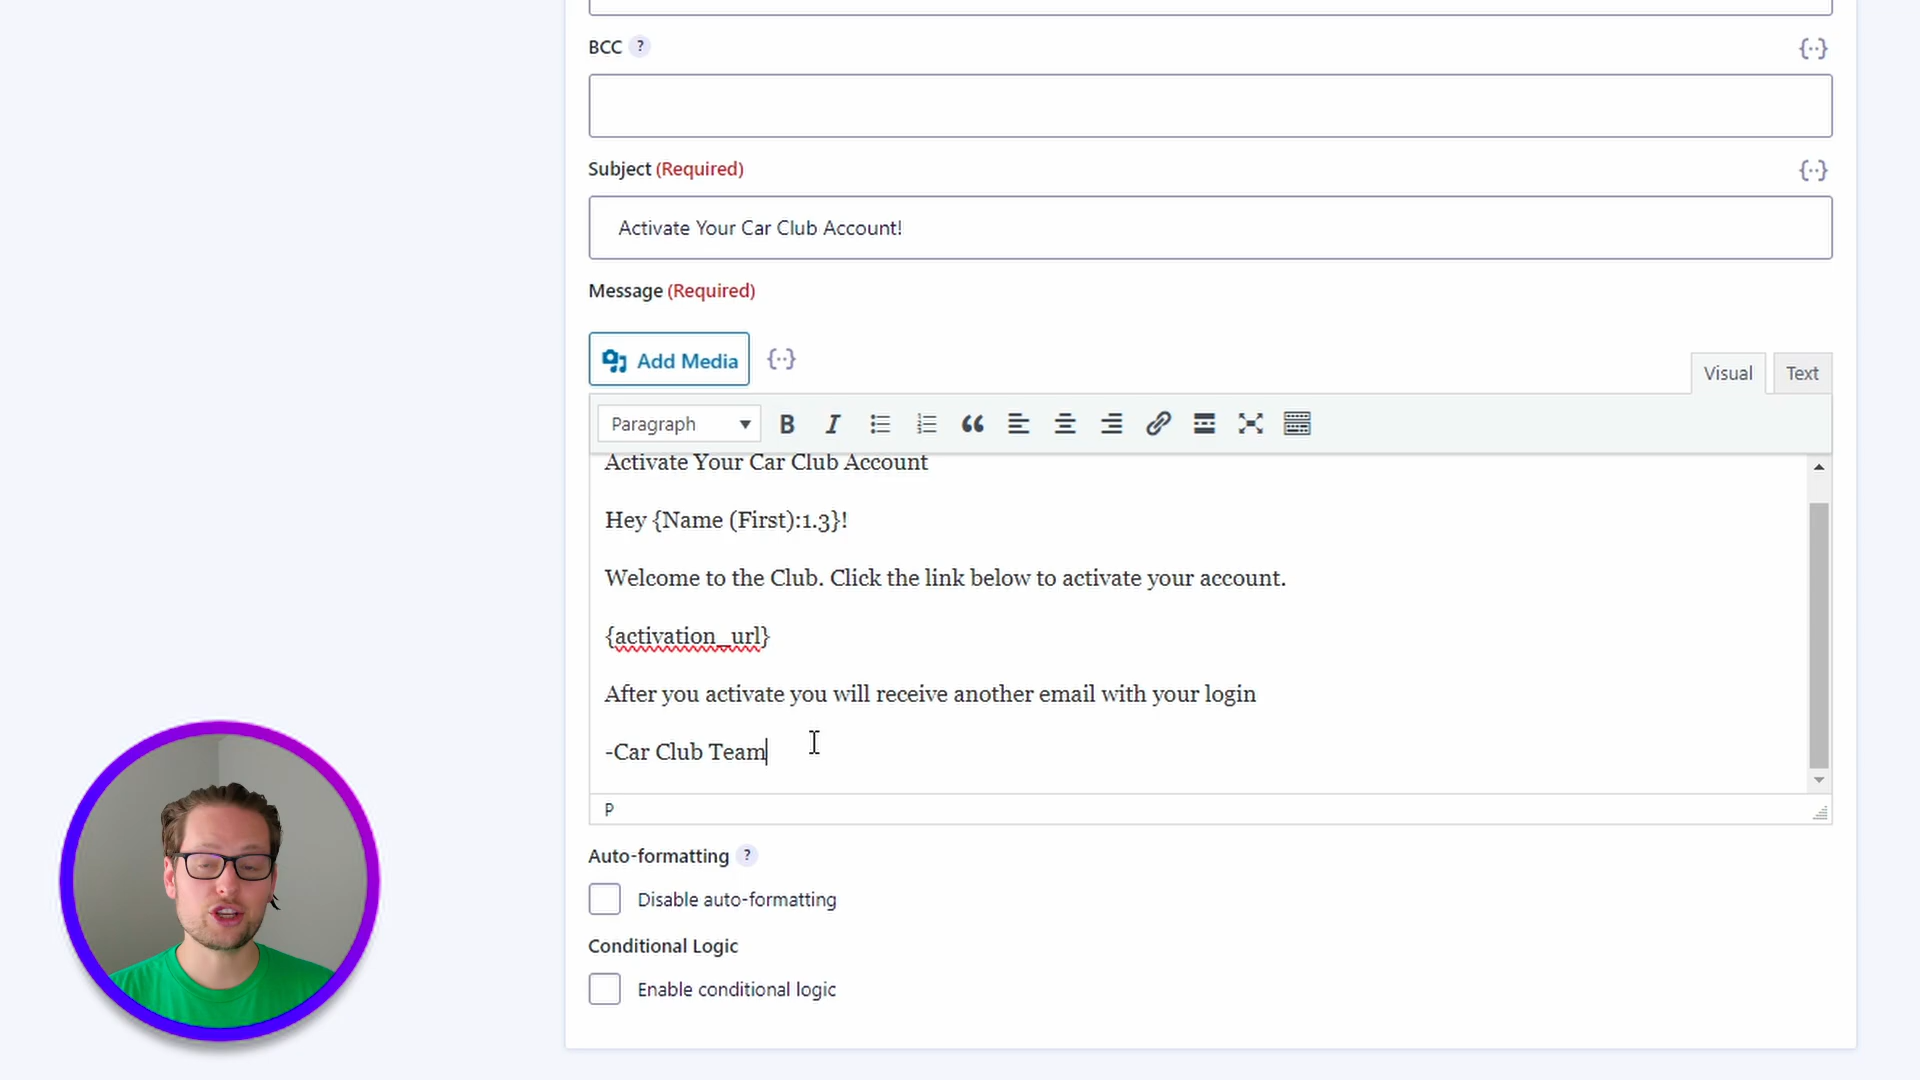 BCC ?
{··}
Subject (Required)
{··}
Activate Your Car Club Account!
Message (Required)
Add Media {··}
Visual Text
Paragraph B I
Activate Your Car Club Account
Hey {Name (First):1.3}!
Welcome to the Club. Click the link below to activate your account.
{activation_url}
After you activate you will receive another email with your login
-Car Club Team
P
Auto-formatting ?
Disable auto-formatting
Conditional Logic
Enable conditional logic